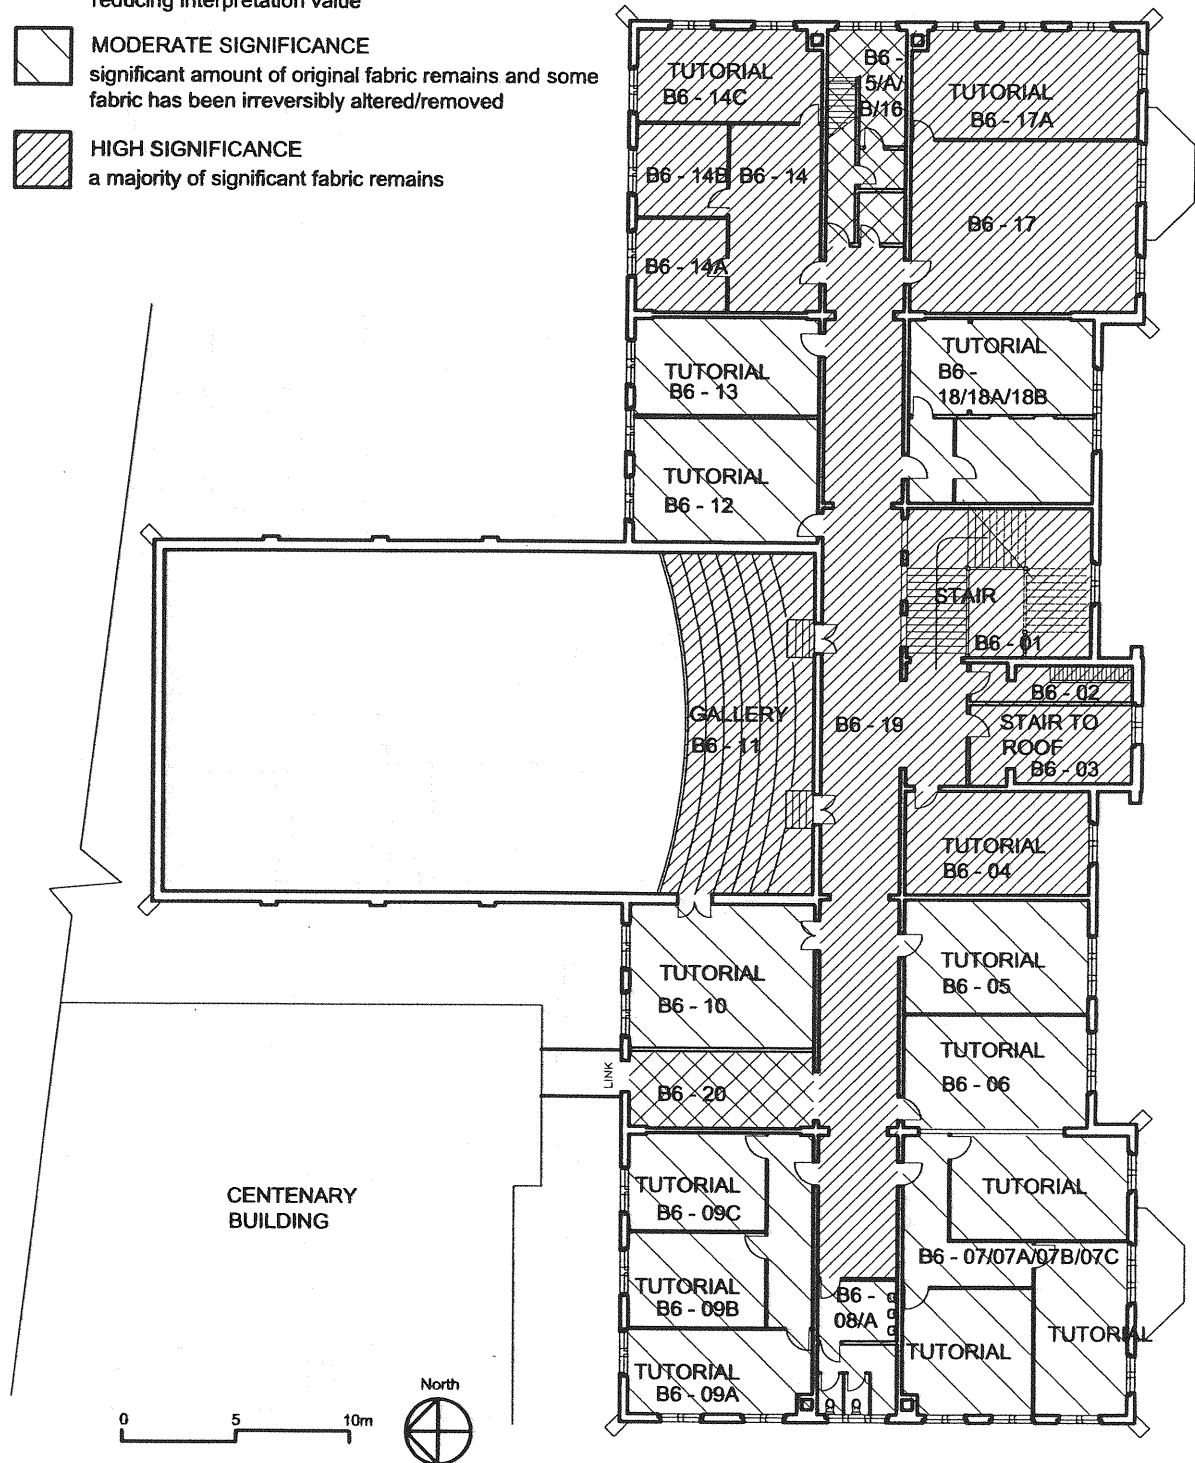 reducing interpretation value
MODERATE SIGNIFICANCE
significant amount of original fabric remains and some
fabric has been irreversibly altered/removed
HIGH SIGNIFICANCE
a majority of significant fabric remains
TUTORIAL
B6 - 14C
B6 -
5/A/
B/16
TUTORIAL
B6 - 17A
B6 - 14B
B6 - 14
B6 - 17
B6 - 14A
TUTORIAL
B6 - 13
TUTORIAL
B6 -
18/18A/18B
TUTORIAL
B6 - 12
STAIR
B6 - 01
B6 - 02
GALLERY
B6 - 11
B6 - 19
STAIR TO
ROOF
B6 - 03
TUTORIAL
B6 - 04
TUTORIAL
B6 - 10
TUTORIAL
B6 - 05
TUTORIAL
B6 - 06
LINK
B6 - 20
CENTENARY
BUILDING
TUTORIAL
B6 - 09C
TUTORIAL
B6 - 07/07A/07B/07C
TUTORIAL
B6 - 09B
B6 -
08/A
TUTORIAL
TUTORIAL
TUTORIAL
B6 - 09A
North
0 5 10m